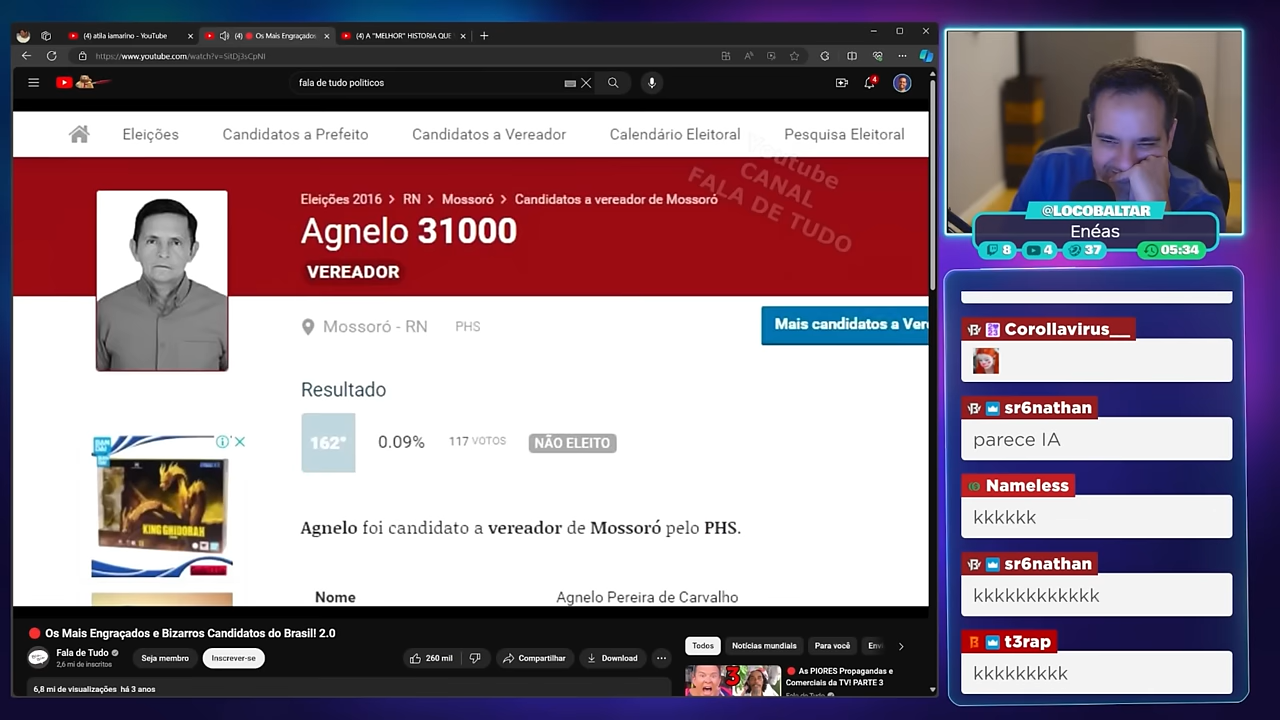 (4) atila iamarino - YouTube
(4) Os Mais Engraçados
(4) A "MELHOR" HISTORIA QUE
https://www.youtube.com/watch?v=SitDj3sCpNI
fala de tudo politicos
4
Eleições
Candidatos a Prefeito
Candidatos a Vereador
Calendário Eleitoral
Pesquisa Eleitoral
Youtube
CANAL
FALA DE TUDO
Eleições 2016 > RN > Mossoró > Candidatos a vereador de Mossoró
Agnelo 31000
VEREADOR
Mossoró - RN
PHS
Mais candidatos a Ver
Resultado
162º
0.09%
117 VOTOS
NÃO ELEITO
KING GHIDORAH
Agnelo foi candidato a vereador de Mossoró pelo PHS.
Nome
Agnelo Pereira de Carvalho
Os Mais Engraçados e Bizarros Candidatos do Brasil! 2.0
Fala de Tudo
2,6 mi de inscritos
Seja membro
Inscrever-se
260 mil
Compartilhar
Download
6,8 mi de visualizações há 3 anos
Todos
Notícias mundiais
Para você
3
As PIORES Propagandas e
Comerciais da TV! PARTE 3
Fala de Tudo
@LOCOBALTAR
Enéas
8
4
37
05:34
Corollavirus__
sr6nathan
parece IA
Nameless
kkkkkk
sr6nathan
kkkkkkkkkkkk
t3rap
kkkkkkkkk